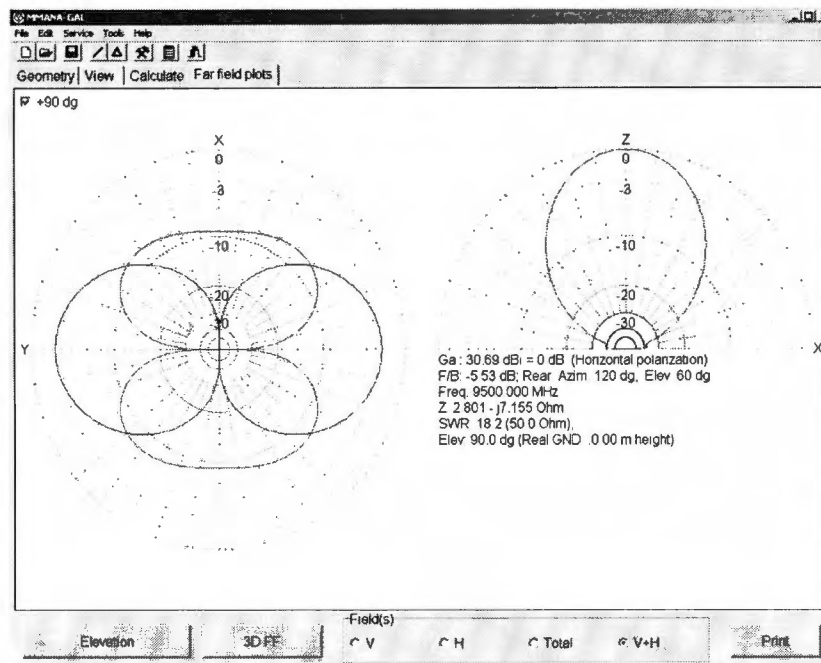 MMANA-GAL
File Edit Service Tools Help
Geometry View Calculate Far field plots
+90 dg
X
0
-3
-10
-20
-30
Y
Z
0
-3
-10
-20
-30
X
Ga : 30.69 dBi = 0 dB (Horizontal polarization)
F/B: -5.53 dB; Rear Azim 120 dg, Elev 60 dg
Freq. 9500.000 MHz
Z 2.801 - j7.155 Ohm
SWR 18.2 (50.0 Ohm),
Elev 90.0 dg (Real GND .0.00 m height)
Field(s)
Elevation 3D FF V H Total V+H Print